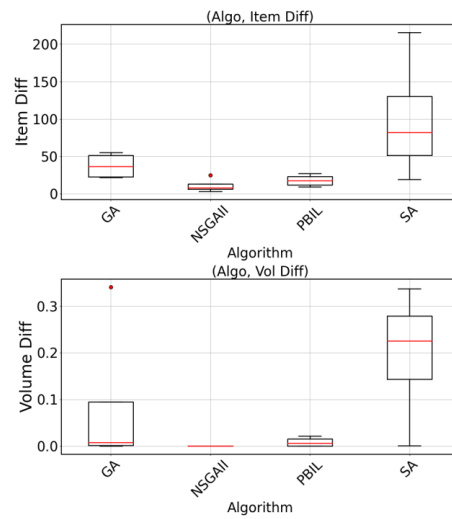 (Algo, Item Diff)
200
150
100
50
0
Item Diff
GA
NSGAII
PBIL
SA
Algorithm
(Algo, Vol Diff)
0.3
0.2
0.1
0.0
Volume Diff
GA
NSGAII
PBIL
SA
Algorithm